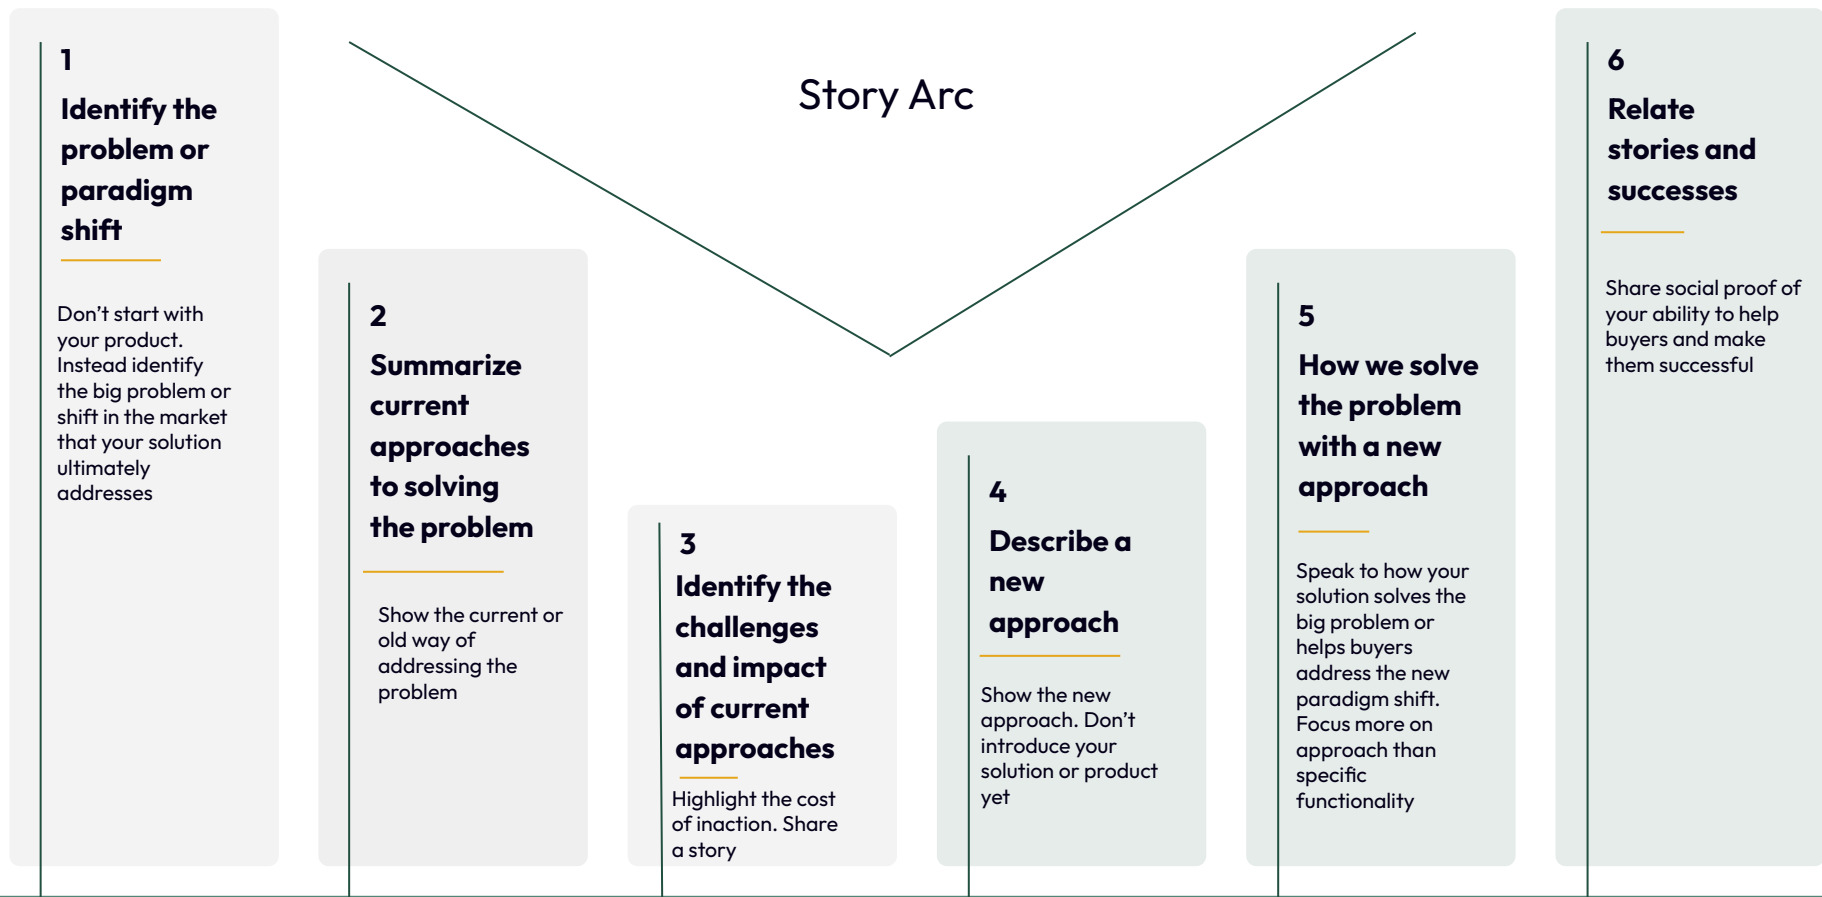 Story Arc
1
Identify the
problem or
paradigm
shift
Don’t start with
your product.
Instead identify
the big problem or
shift in the market
that your solution
ultimately
addresses
2
Summarize
current
approaches
to solving
the problem
Show the current or
old way of
addressing the
problem
3
Identify the
challenges
and impact
of current
approaches
Highlight the cost
of inaction. Share
a story
4
Describe a
new
approach
Show the new
approach. Don’t
introduce your
solution or product
yet
5
How we solve
the problem
with a new
approach
Speak to how your
solution solves the
big problem or
helps buyers
address the new
paradigm shift.
Focus more on
approach than
specific
functionality
6
Relate
stories and
successes
Share social proof of
your ability to help
buyers and make
them successful